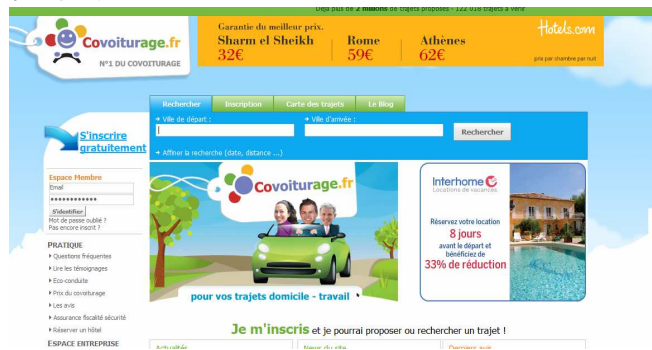 Déjà plus de 2 millions de trajets proposés - 122 018 trajets à venir
Covoiturage.fr
N°1 DU COVOITURAGE
Garantie du meilleur prix.
Sharm el Sheikh
32€
Rome
59€
Athènes
62€
Hotels.com
prix par chambre par nuit
Rechercher
Inscription
Carte des trajets
Le Blog
Ville de départ :
Ville d'arrivée :
Rechercher
Affiner la recherche (date, distance ...)
S'inscrire
gratuitement
Espace Membre
Email
S'identifier
Mot de passe oublié ?
Pas encore inscrit ?
PRATIQUE
Questions fréquentes
Lire les témoignages
Eco-conduite
Prix du covoiturage
Les avis
Assurance fiscalité sécurité
Réserver un hôtel
ESPACE ENTREPRISE
Covoiturage.fr
pour vos trajets domicile - travail
Interhome
Locations de vacances
Réservez votre location
8 jours
avant le départ et
bénéficiez de
33% de réduction
Je m'inscris et je pourrai proposer ou rechercher un trajet !
Actualités
News du site
Derniers avis